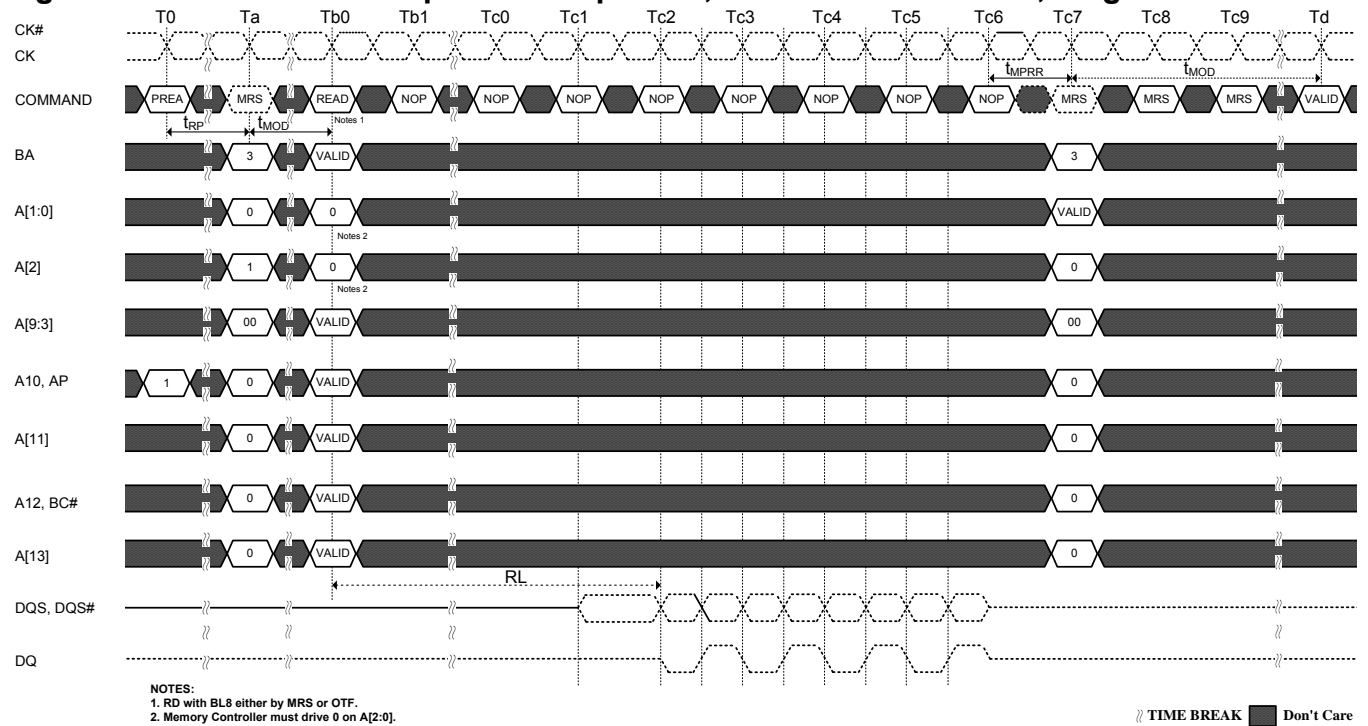 T0 Ta Tb0 Tb1 Tc0 Tc1 Tc2 Tc3 Tc4 Tc5 Tc6 Tc7 Tc8 Tc9 Td
CK#
CK
tMPRR tMOD
COMMAND PREA MRS READ NOP NOP NOP NOP NOP NOP NOP NOP MRS MRS MRS VALID
Notes 1
tRP tMOD
BA 3 VALID 3
A[1:0] 0 0 VALID
Notes 2
A[2] 1 0 0
Notes 2
A[9:3] 00 VALID 00
A10, AP 1 0 VALID 0
A[11] 0 VALID 0
A12, BC# 0 VALID 0
A[13] 0 VALID 0
RL
DQS, DQS#
DQ
NOTES:
1. RD with BL8 either by MRS or OTF.
2. Memory Controller must drive 0 on A[2:0].
TIME BREAK Don't Care